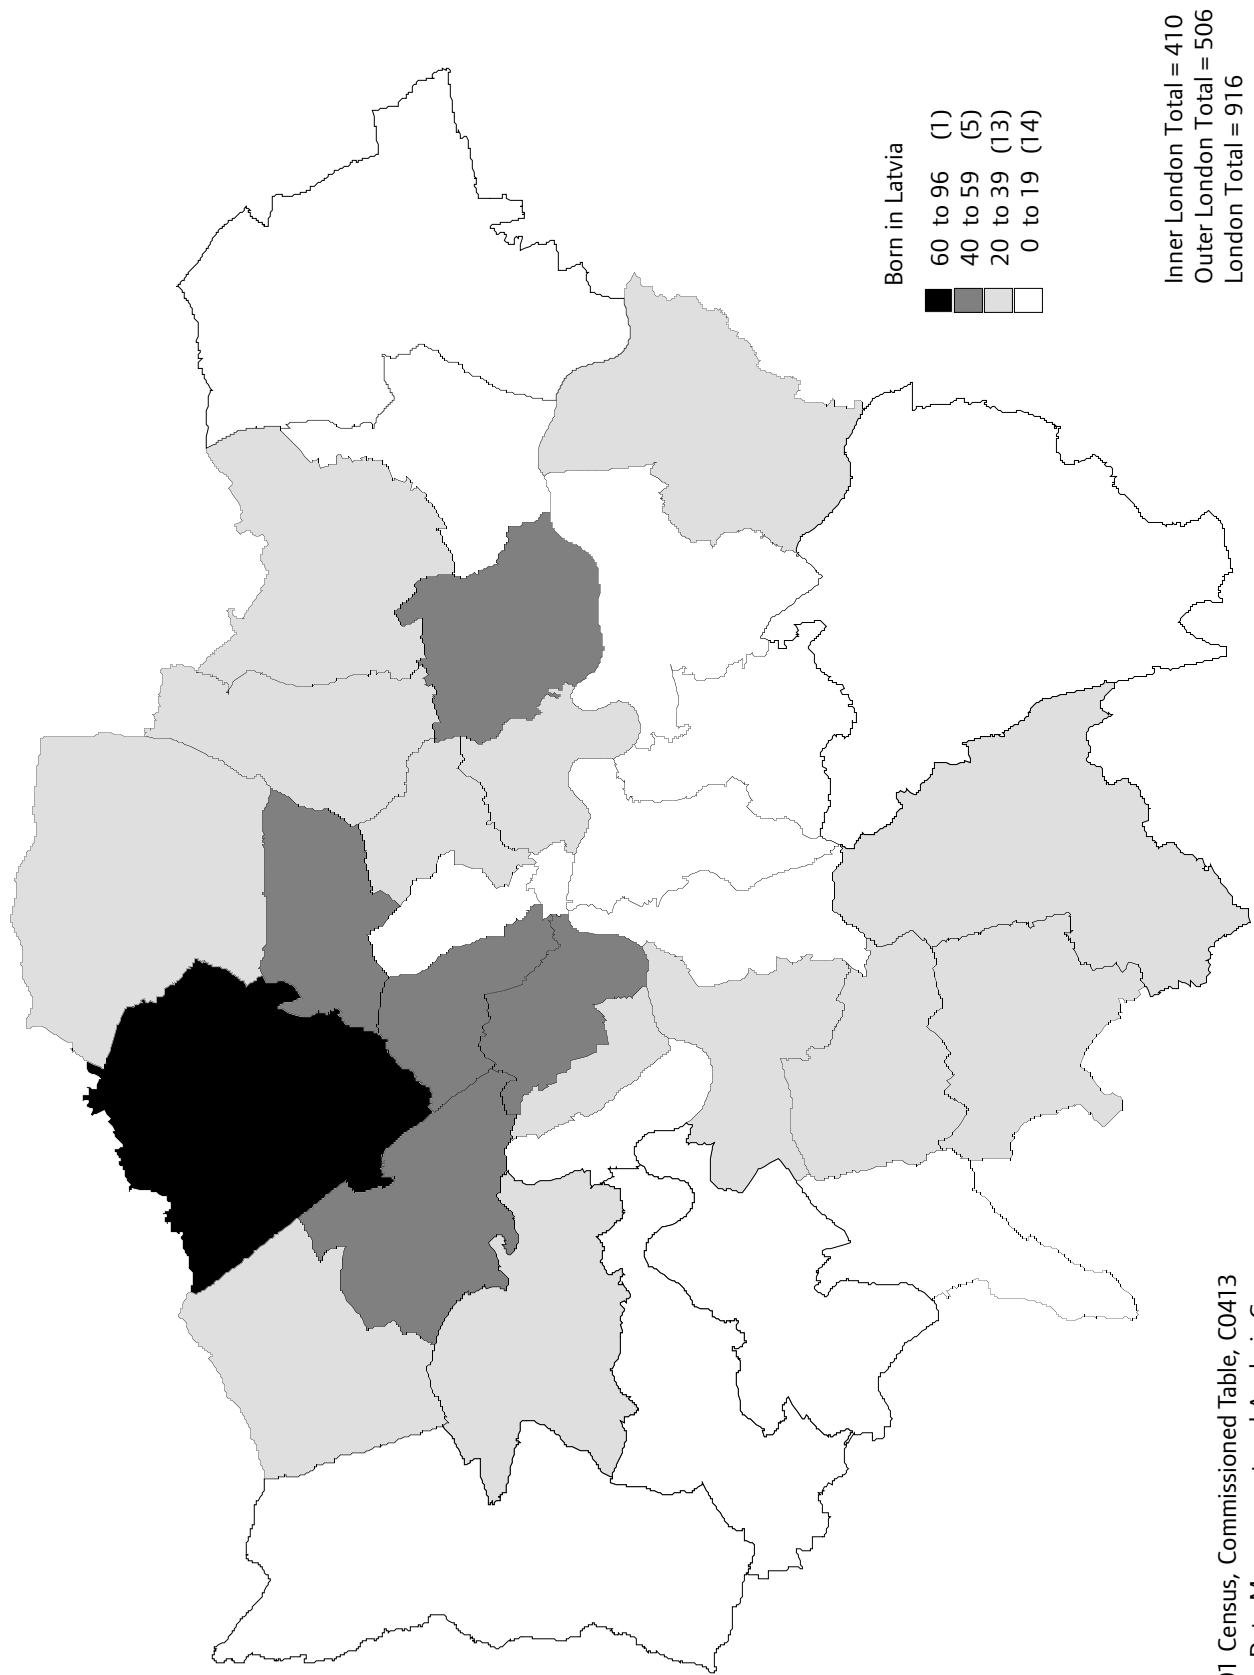 Born in Latvia
60 to 96 (1)
40 to 59 (5)
20 to 39 (13)
0 to 19 (14)
Inner London Total = 410
Outer London Total = 506
London Total = 916
Census, Commissioned Table, C0413